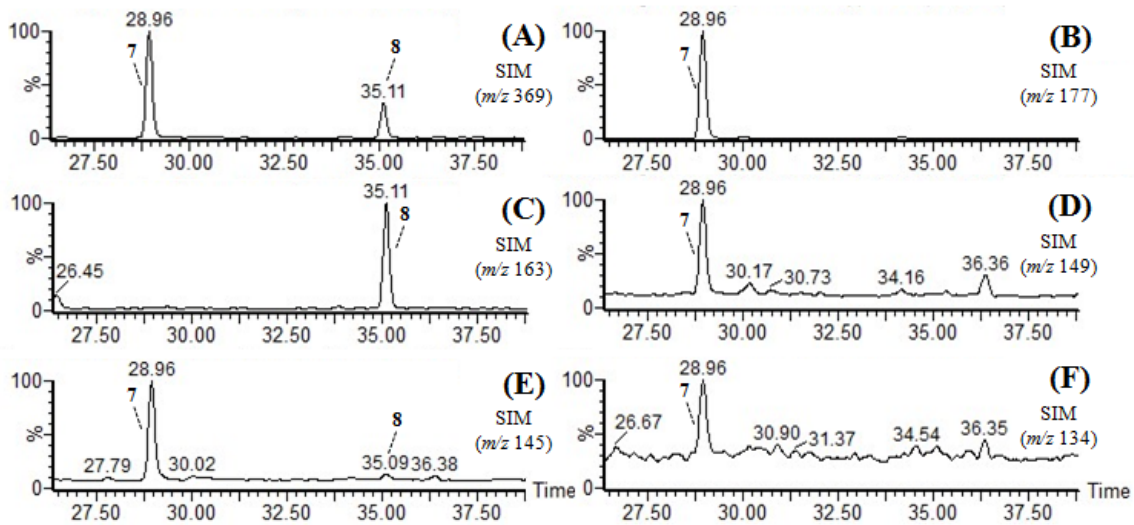 28.96
(A)
100
7
8
SIM
35.11
(m/z 369)
%
0
27.50 30.00 32.50 35.00 37.50
28.96
(B)
100
7
SIM
(m/z 177)
%
0
27.50 30.00 32.50 35.00 37.50
35.11
(C)
100
8
SIM
(m/z 163)
%
26.45
0
27.50 30.00 32.50 35.00 37.50
28.96
(D)
100
7
SIM
(m/z 149)
%
30.17 30.73 34.16 36.36
0
27.50 30.00 32.50 35.00 37.50
28.96
(E)
100
7
SIM
8
(m/z 145)
%
27.79 30.02 35.09 36.38
0
Time
27.50 30.00 32.50 35.00 37.50
28.96
(F)
100
7
SIM
(m/z 134)
%
26.67 30.90 31.37 34.54 36.35
0
Time
27.50 30.00 32.50 35.00 37.50